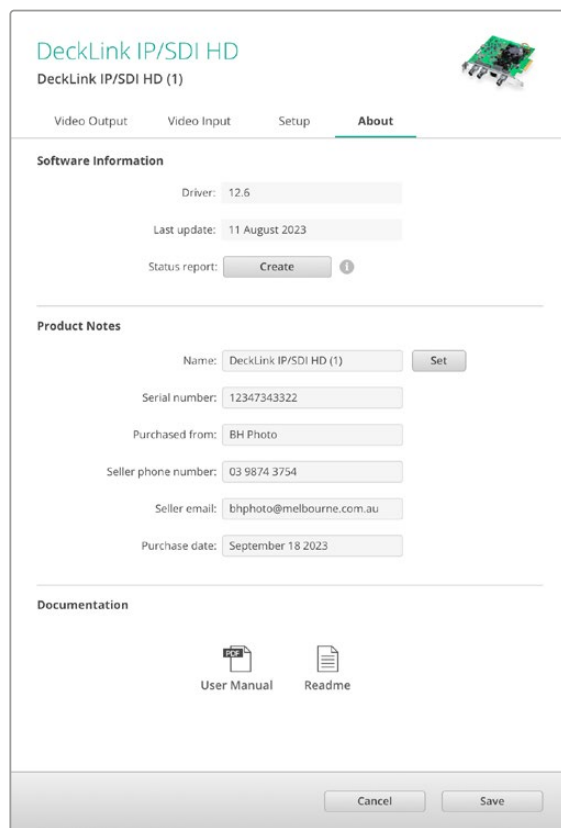 DeckLink IP/SDI HD
DeckLink IP/SDI HD (1)
Video Output Video Input Setup About
Software Information
Driver: 12.6
Last update: 11 August 2023
Status report: Create i
Product Notes
Name: DeckLink IP/SDI HD (1) Set
Serial number: 12347343322
Purchased from: BH Photo
Seller phone number: 03 9874 3754
Seller email: bhphoto@melbourne.com.au
Purchase date: September 18 2023
Documentation
PDF
User Manual Readme
Cancel Save